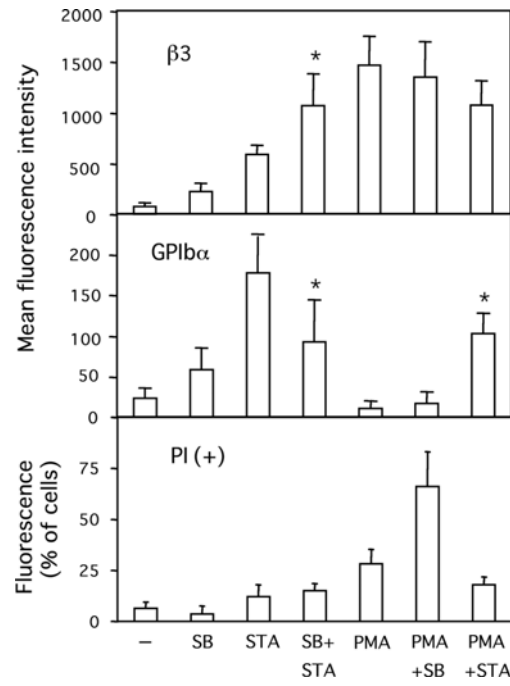 Mean fluorescence intensity
2000
1500
1000
500
0
β3
*
200
150
100
50
0
GPIbα
*
*
Fluorescence
(% of cells)
75
50
25
0
PI (+)
– SB STA SB+ PMA PMA PMA
STA +SB +STA